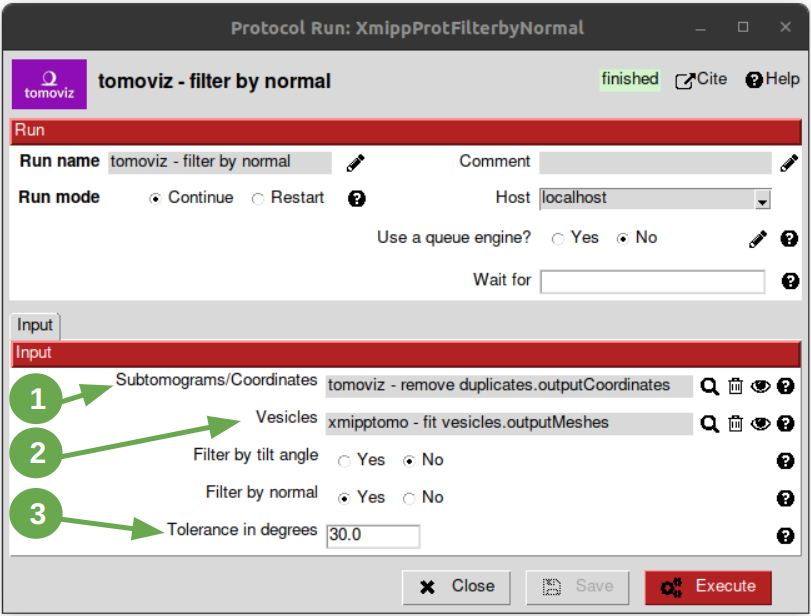 Protocol Run: XmippProtFilterbyNormal
tomoviz tomoviz - filter by normal finished Cite Help
Run
Run name tomoviz - filter by normal Comment
Run mode Continue Restart Host localhost
Use a queue engine? Yes No
Wait for
Input
Input
1 Subtomograms/Coordinates tomoviz - remove duplicates.outputCoordinates
2 Vesicles xmipptomo - fit vesicles.outputMeshes
Filter by tilt angle Yes No
Filter by normal Yes No
3 Tolerance in degrees 30.0
Close Save Execute